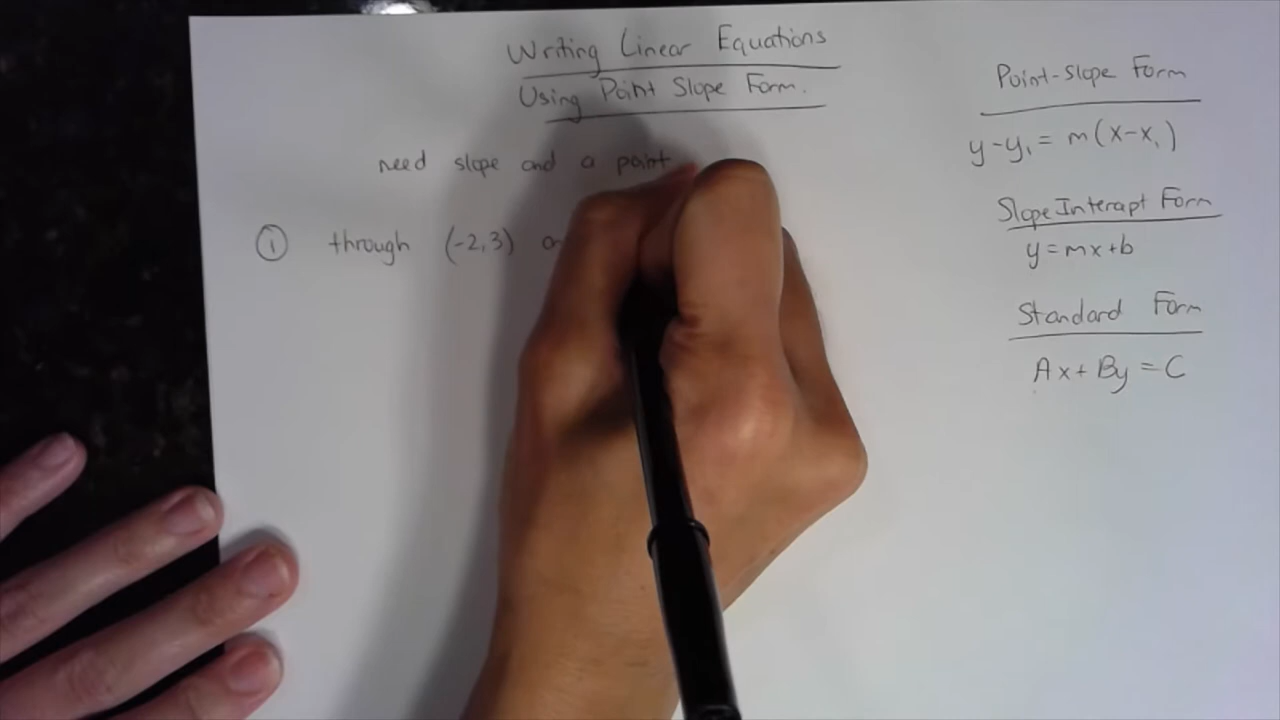 Writing Linear Equations
Using Point Slope Form.
need slope and a point
① through (-2,3)
Point-Slope Form
y-y₁ = m(x-x₁)
Slope Intercept Form
y=mx+b
Standard Form
Ax+By=C